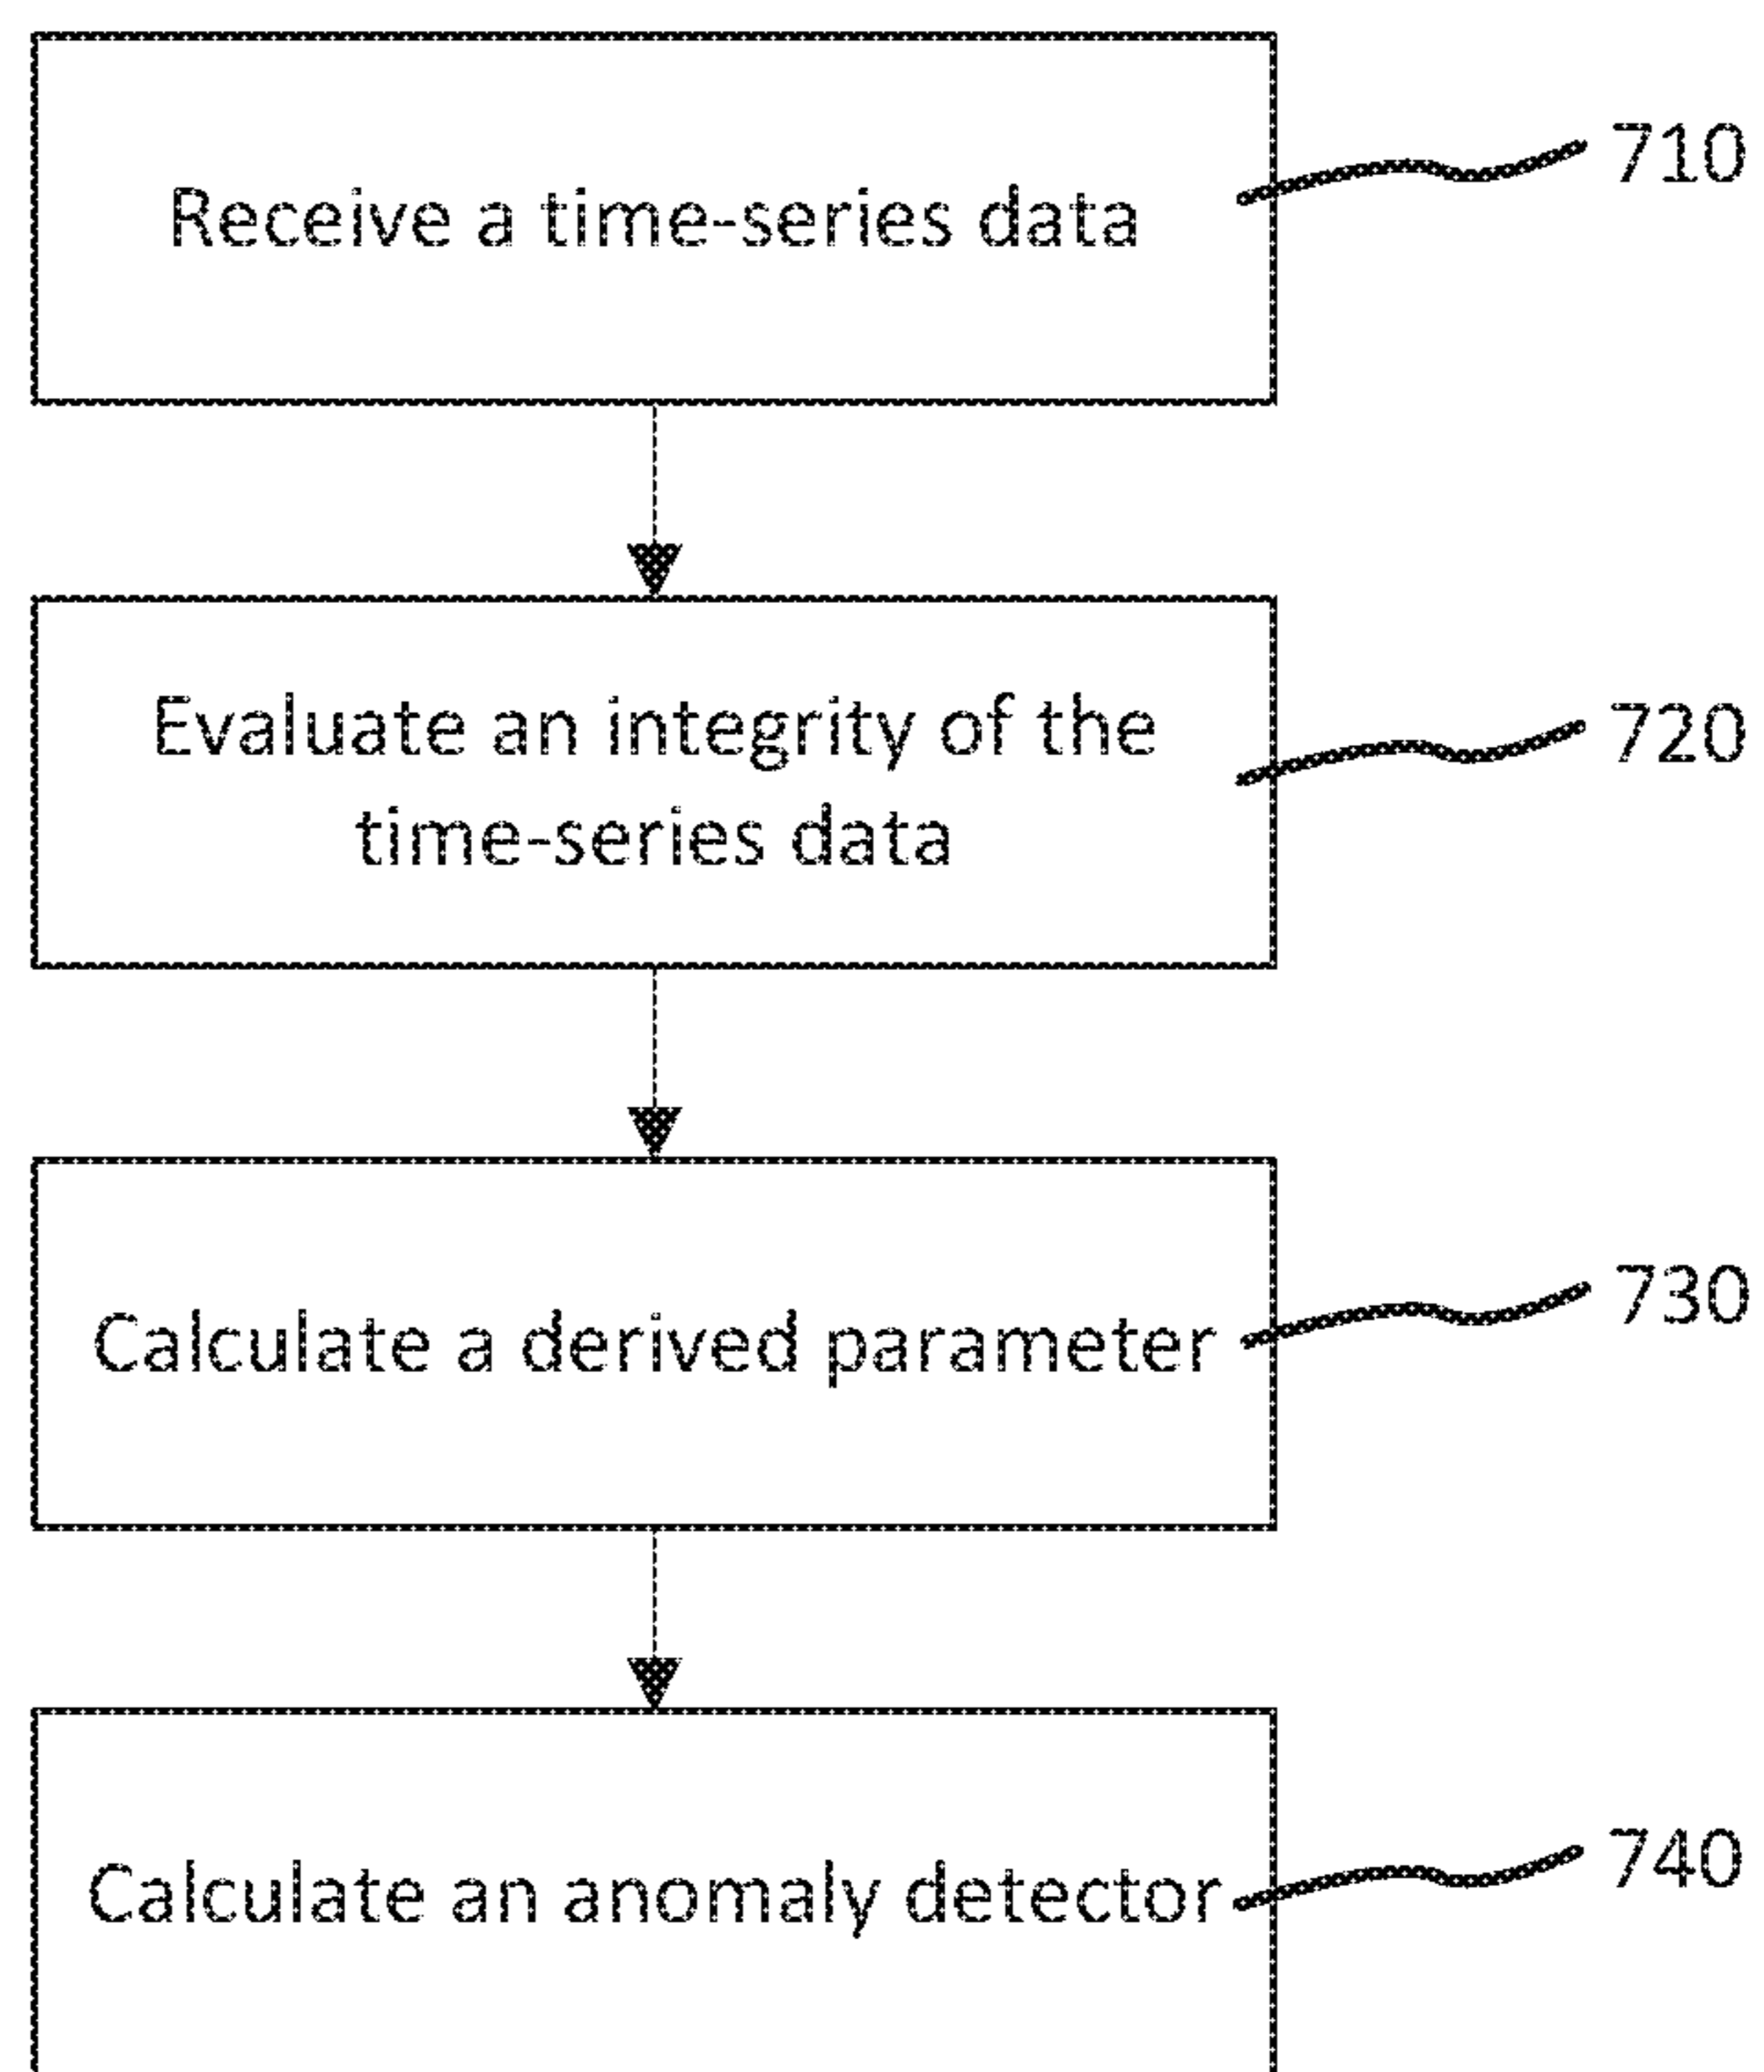 Receive a time-series data
710
Evaluate an integrity of the
time-series data
720
Calculate a derived parameter
730
Calculate an anomaly detector
740